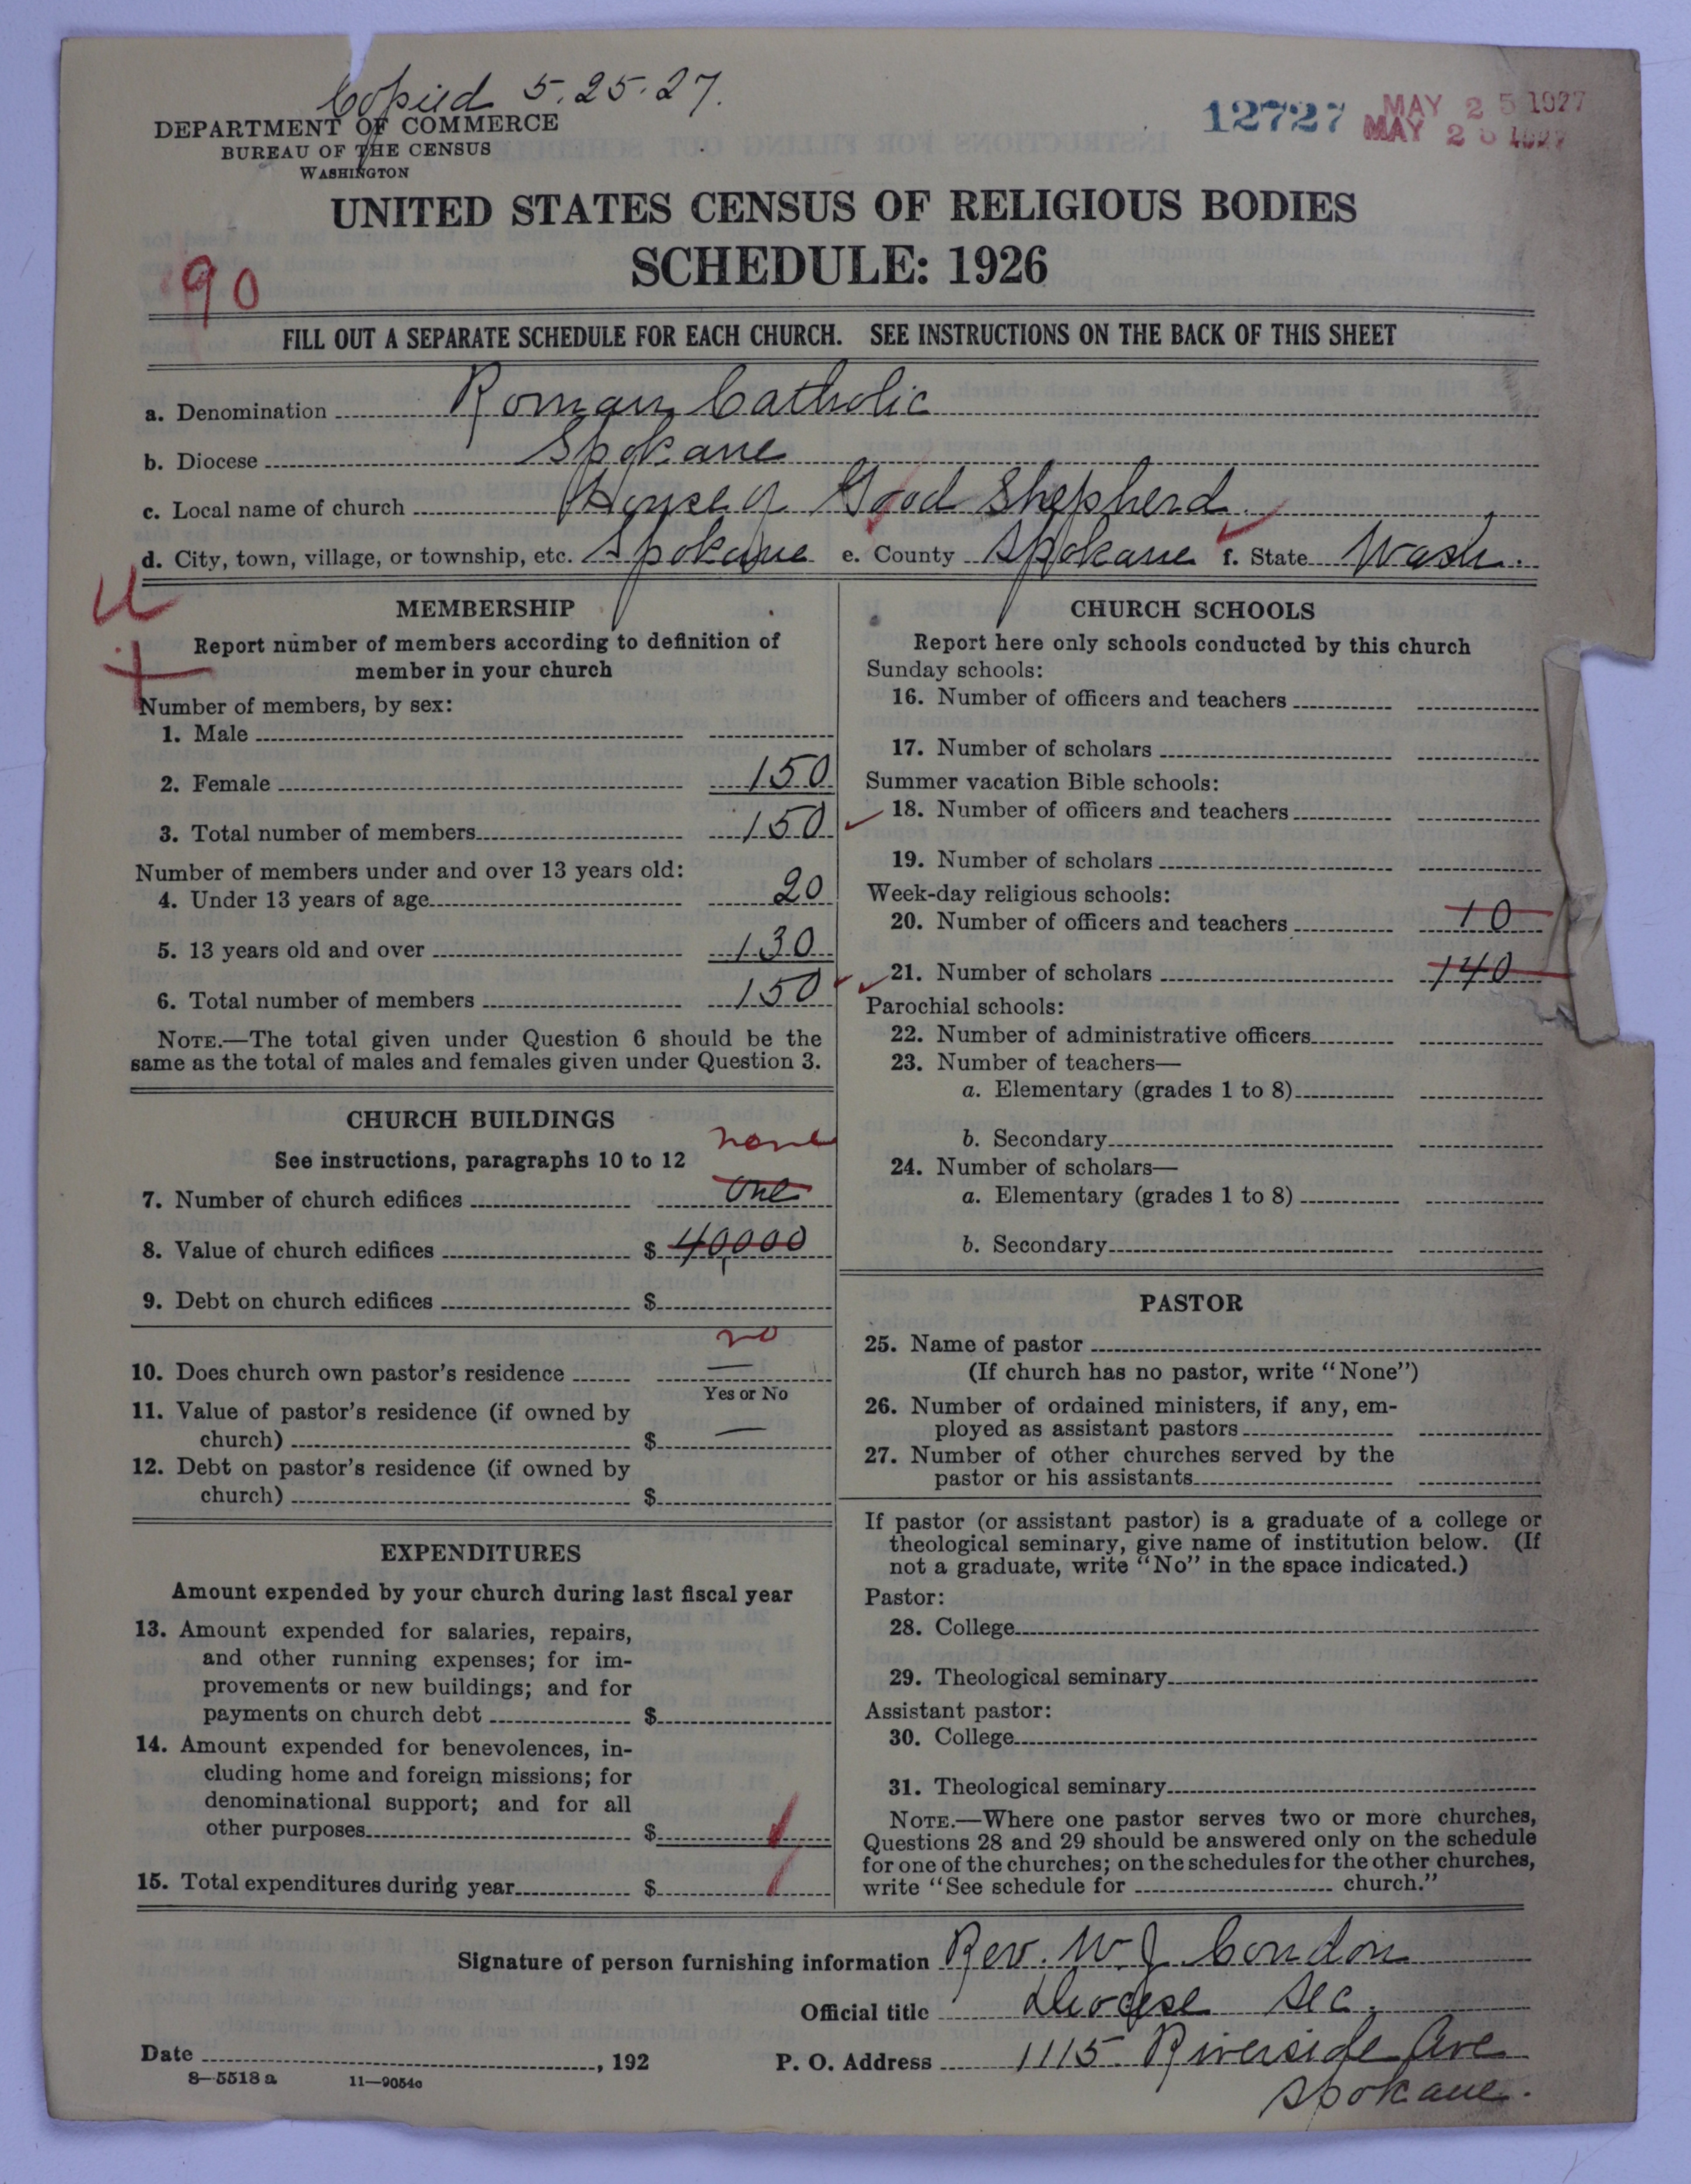 Copied 5.25.27.
DEPARTMENT OF COMMERCE
BUREAU OF THE CENSUS
WASHINGTON
12727 MAY 25 1927
MAY 25 1927
UNITED STATES CENSUS OF RELIGIOUS BODIES
SCHEDULE: 1926
90
FILL OUT A SEPARATE SCHEDULE FOR EACH CHURCH. SEE INSTRUCTIONS ON THE BACK OF THIS SHEET
a. Denomination Roman Catholic
b. Diocese Spokane
c. Local name of church House of Good Shepherd
d. City, town, village, or township, etc. Spokane e. County Spokane f. State Wash.
MEMBERSHIP
Report number of members according to definition of
member in your church
Number of members, by sex:
1. Male
2. Female 150
3. Total number of members 150
Number of members under and over 13 years old:
4. Under 13 years of age 20
5. 13 years old and over 130
6. Total number of members 150
NOTE.—The total given under Question 6 should be the
same as the total of males and females given under Question 3.
CHURCH BUILDINGS
none
See instructions, paragraphs 10 to 12
7. Number of church edifices one
8. Value of church edifices $ 40,000
9. Debt on church edifices $
no
10. Does church own pastor's residence —
Yes or No
11. Value of pastor's residence (if owned by
church) $ —
12. Debt on pastor's residence (if owned by
church) $
EXPENDITURES
Amount expended by your church during last fiscal year
13. Amount expended for salaries, repairs,
and other running expenses; for im-
provements or new buildings; and for
payments on church debt $
14. Amount expended for benevolences, in-
cluding home and foreign missions; for
denominational support; and for all
other purposes $
15. Total expenditures during year $
CHURCH SCHOOLS
Report here only schools conducted by this church
Sunday schools:
16. Number of officers and teachers
17. Number of scholars
Summer vacation Bible schools:
18. Number of officers and teachers
19. Number of scholars
Week-day religious schools:
20. Number of officers and teachers 10
21. Number of scholars 140
Parochial schools:
22. Number of administrative officers
23. Number of teachers—
a. Elementary (grades 1 to 8)
b. Secondary
24. Number of scholars—
a. Elementary (grades 1 to 8)
b. Secondary
PASTOR
25. Name of pastor
(If church has no pastor, write "None")
26. Number of ordained ministers, if any, em-
ployed as assistant pastors
27. Number of other churches served by the
pastor or his assistants
If pastor (or assistant pastor) is a graduate of a college or
theological seminary, give name of institution below. (If
not a graduate, write "No" in the space indicated.)
Pastor:
28. College
29. Theological seminary
Assistant pastor:
30. College
31. Theological seminary
NOTE.—Where one pastor serves two or more churches,
Questions 28 and 29 should be answered only on the schedule
for one of the churches; on the schedules for the other churches,
write "See schedule for church."
Signature of person furnishing information Rev. W J Condon
Official title Diocese Sec.
Date , 192 P. O. Address 1115 Riverside Ave
8—5518 a 11—9054c
Spokane.